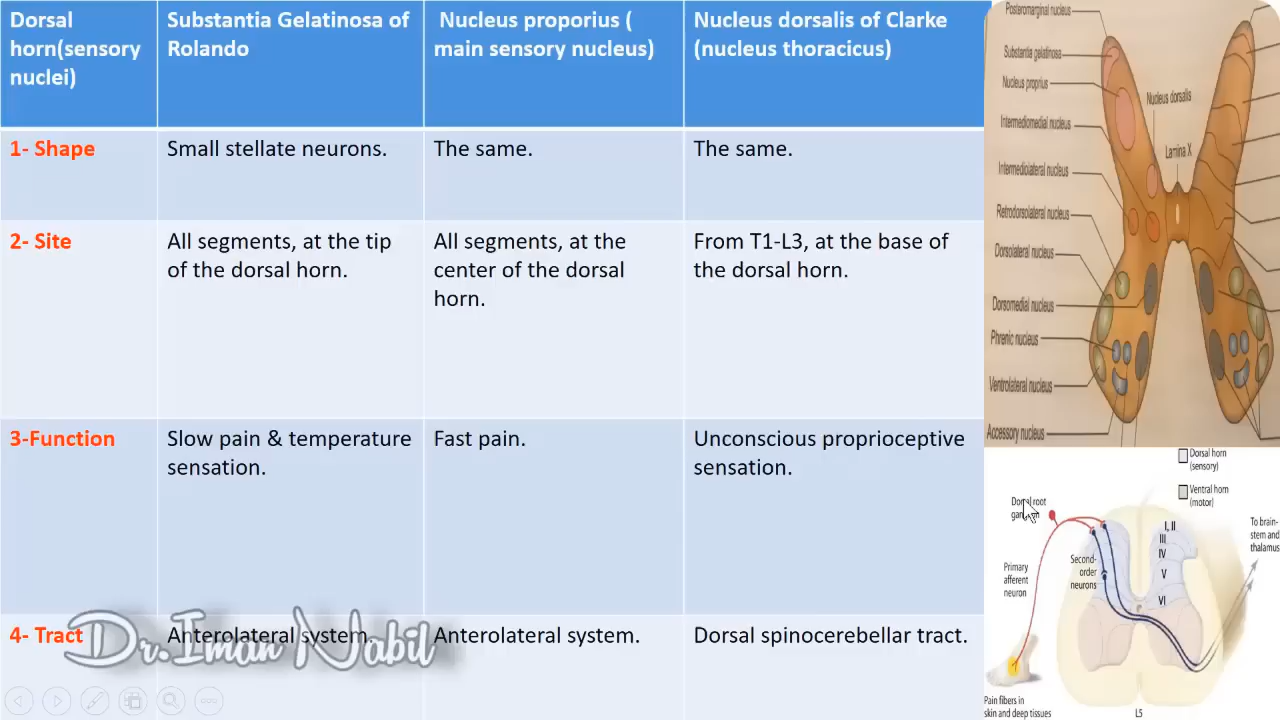 Dorsal
horn(sensory
nuclei)
Substantia Gelatinosa of
Rolando
Nucleus proporius (
main sensory nucleus)
Nucleus dorsalis of Clarke
(nucleus thoracicus)
1- Shape
Small stellate neurons.
The same.
The same.
2- Site
All segments, at the tip
of the dorsal horn.
All segments, at the
center of the dorsal
horn.
From T1-L3, at the base of
the dorsal horn.
3-Function
Slow pain & temperature
sensation.
Fast pain.
Unconscious proprioceptive
sensation.
4- Tract
Anterolateral system.
Anterolateral system.
Dorsal spinocerebellar tract.
Dr.Iman Nabil
Posteromarginal nucleus
Substantia gelatinosa
Nucleus proprius
Nucleus dorsalis
Intermediomedial nucleus
Lamina X
Intermediolateral nucleus
Retrodorsolateral nucleus
Dorsolateral nucleus
Dorsomedial nucleus
Phrenic nucleus
Ventrolateral nucleus
Accessory nucleus
Dorsal horn
(sensory)
Ventral horn
(motor)
Dorsal root
ganglion
I, II
III
IV
V
VI
To brain-
stem and
thalamus
Second-
order
neurons
Primary
afferent
neuron
Pain fibers in
skin and deep tissues
L5